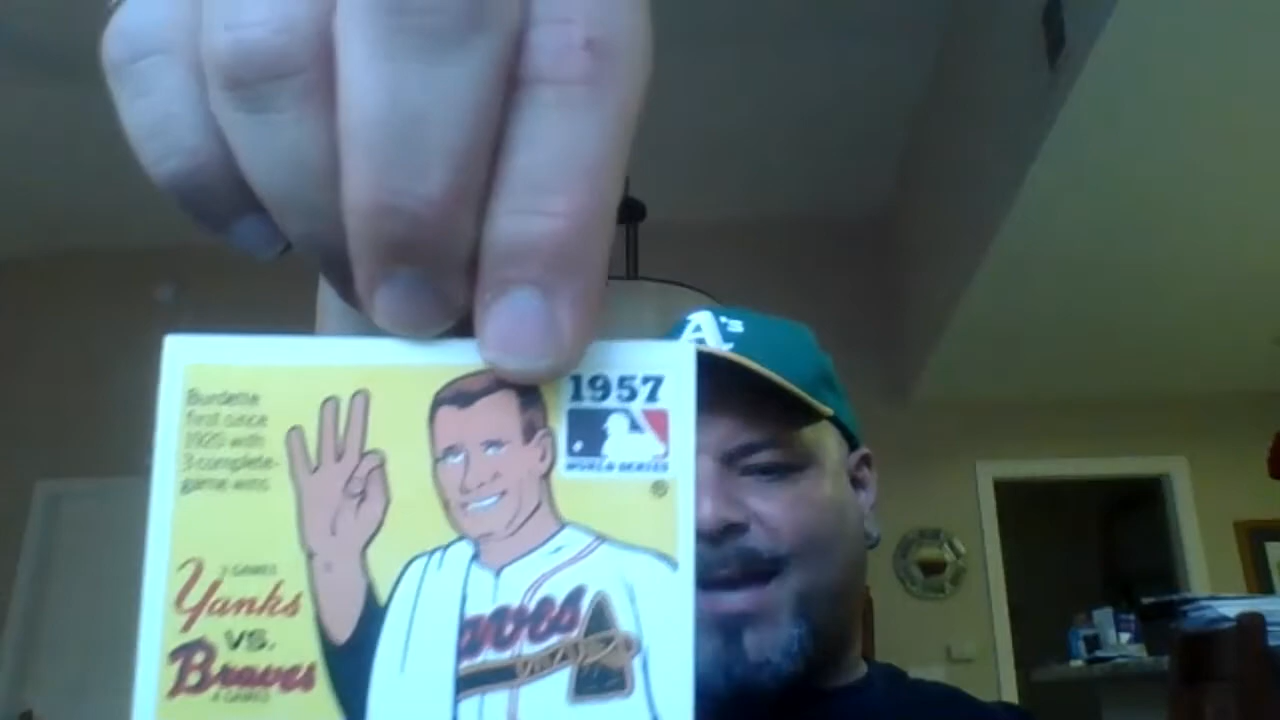 A's
Burdette
first since
1920 with
3 complete-
game wins
1957
WORLD SERIES
®
3 GAMES
Yanks
VS.
Braves
4 GAMES
aves